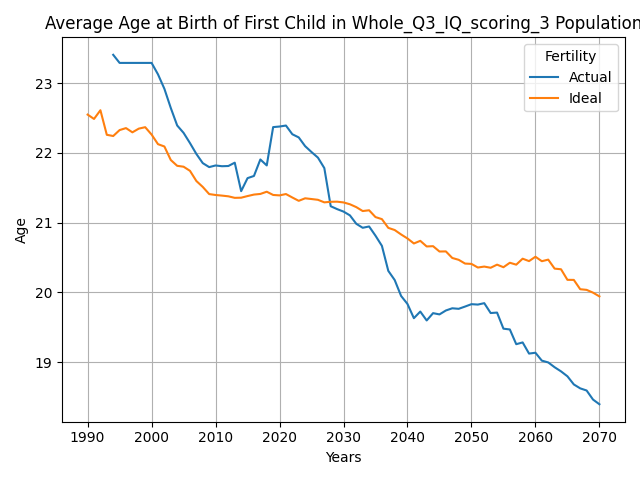 Average Age at Birth of First Child in Whole_Q3_IQ_scoring_3 Population
Fertility
Actual
Ideal
Age
23
22
21
20
19
1990
2000
2010
2020
2030
2040
2050
2060
2070
Years